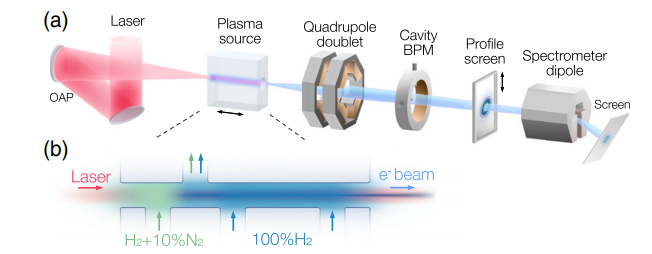 (a)
Laser
OAP
Plasma
source
Quadrupole
doublet
Cavity
BPM
Profile
screen
Spectrometer
dipole
Screen
(b)
Laser
e⁻ beam
H₂+10%N₂
100%H₂